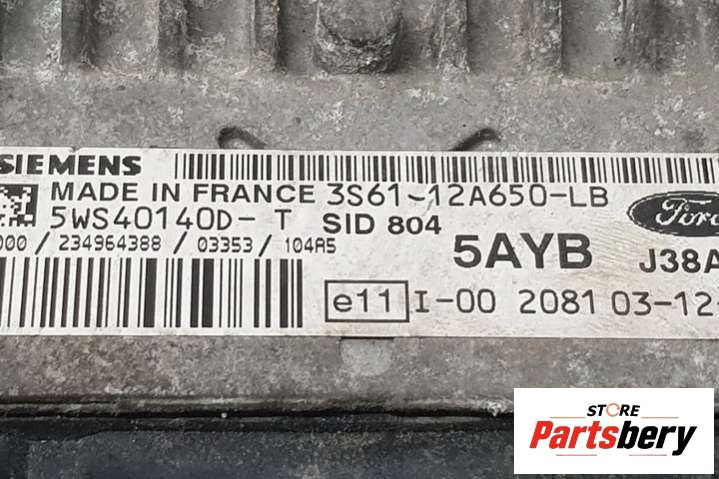 SIEMENS
MADE IN FRANCE 3S61-12A650-LB
5WS40140D-T SID 804
000 / 234964388 / 03353 / 104A5
5AYB J38A
e11 I-00 2081 03-12
Ford
STORE
Partsbery